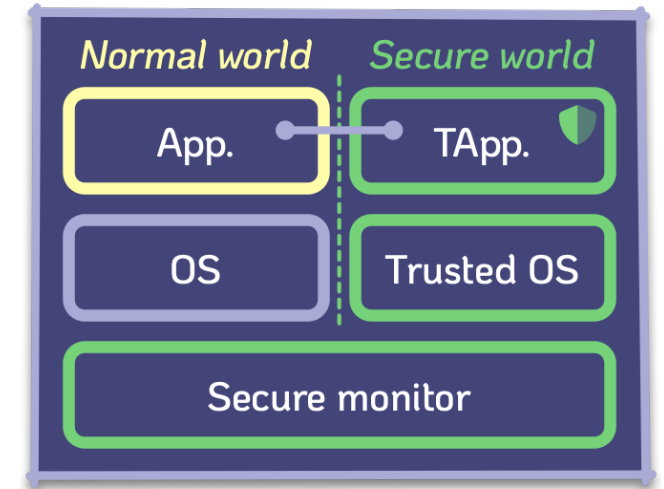 Normal world
Secure world
App.
TApp.
OS
Trusted OS
Secure monitor